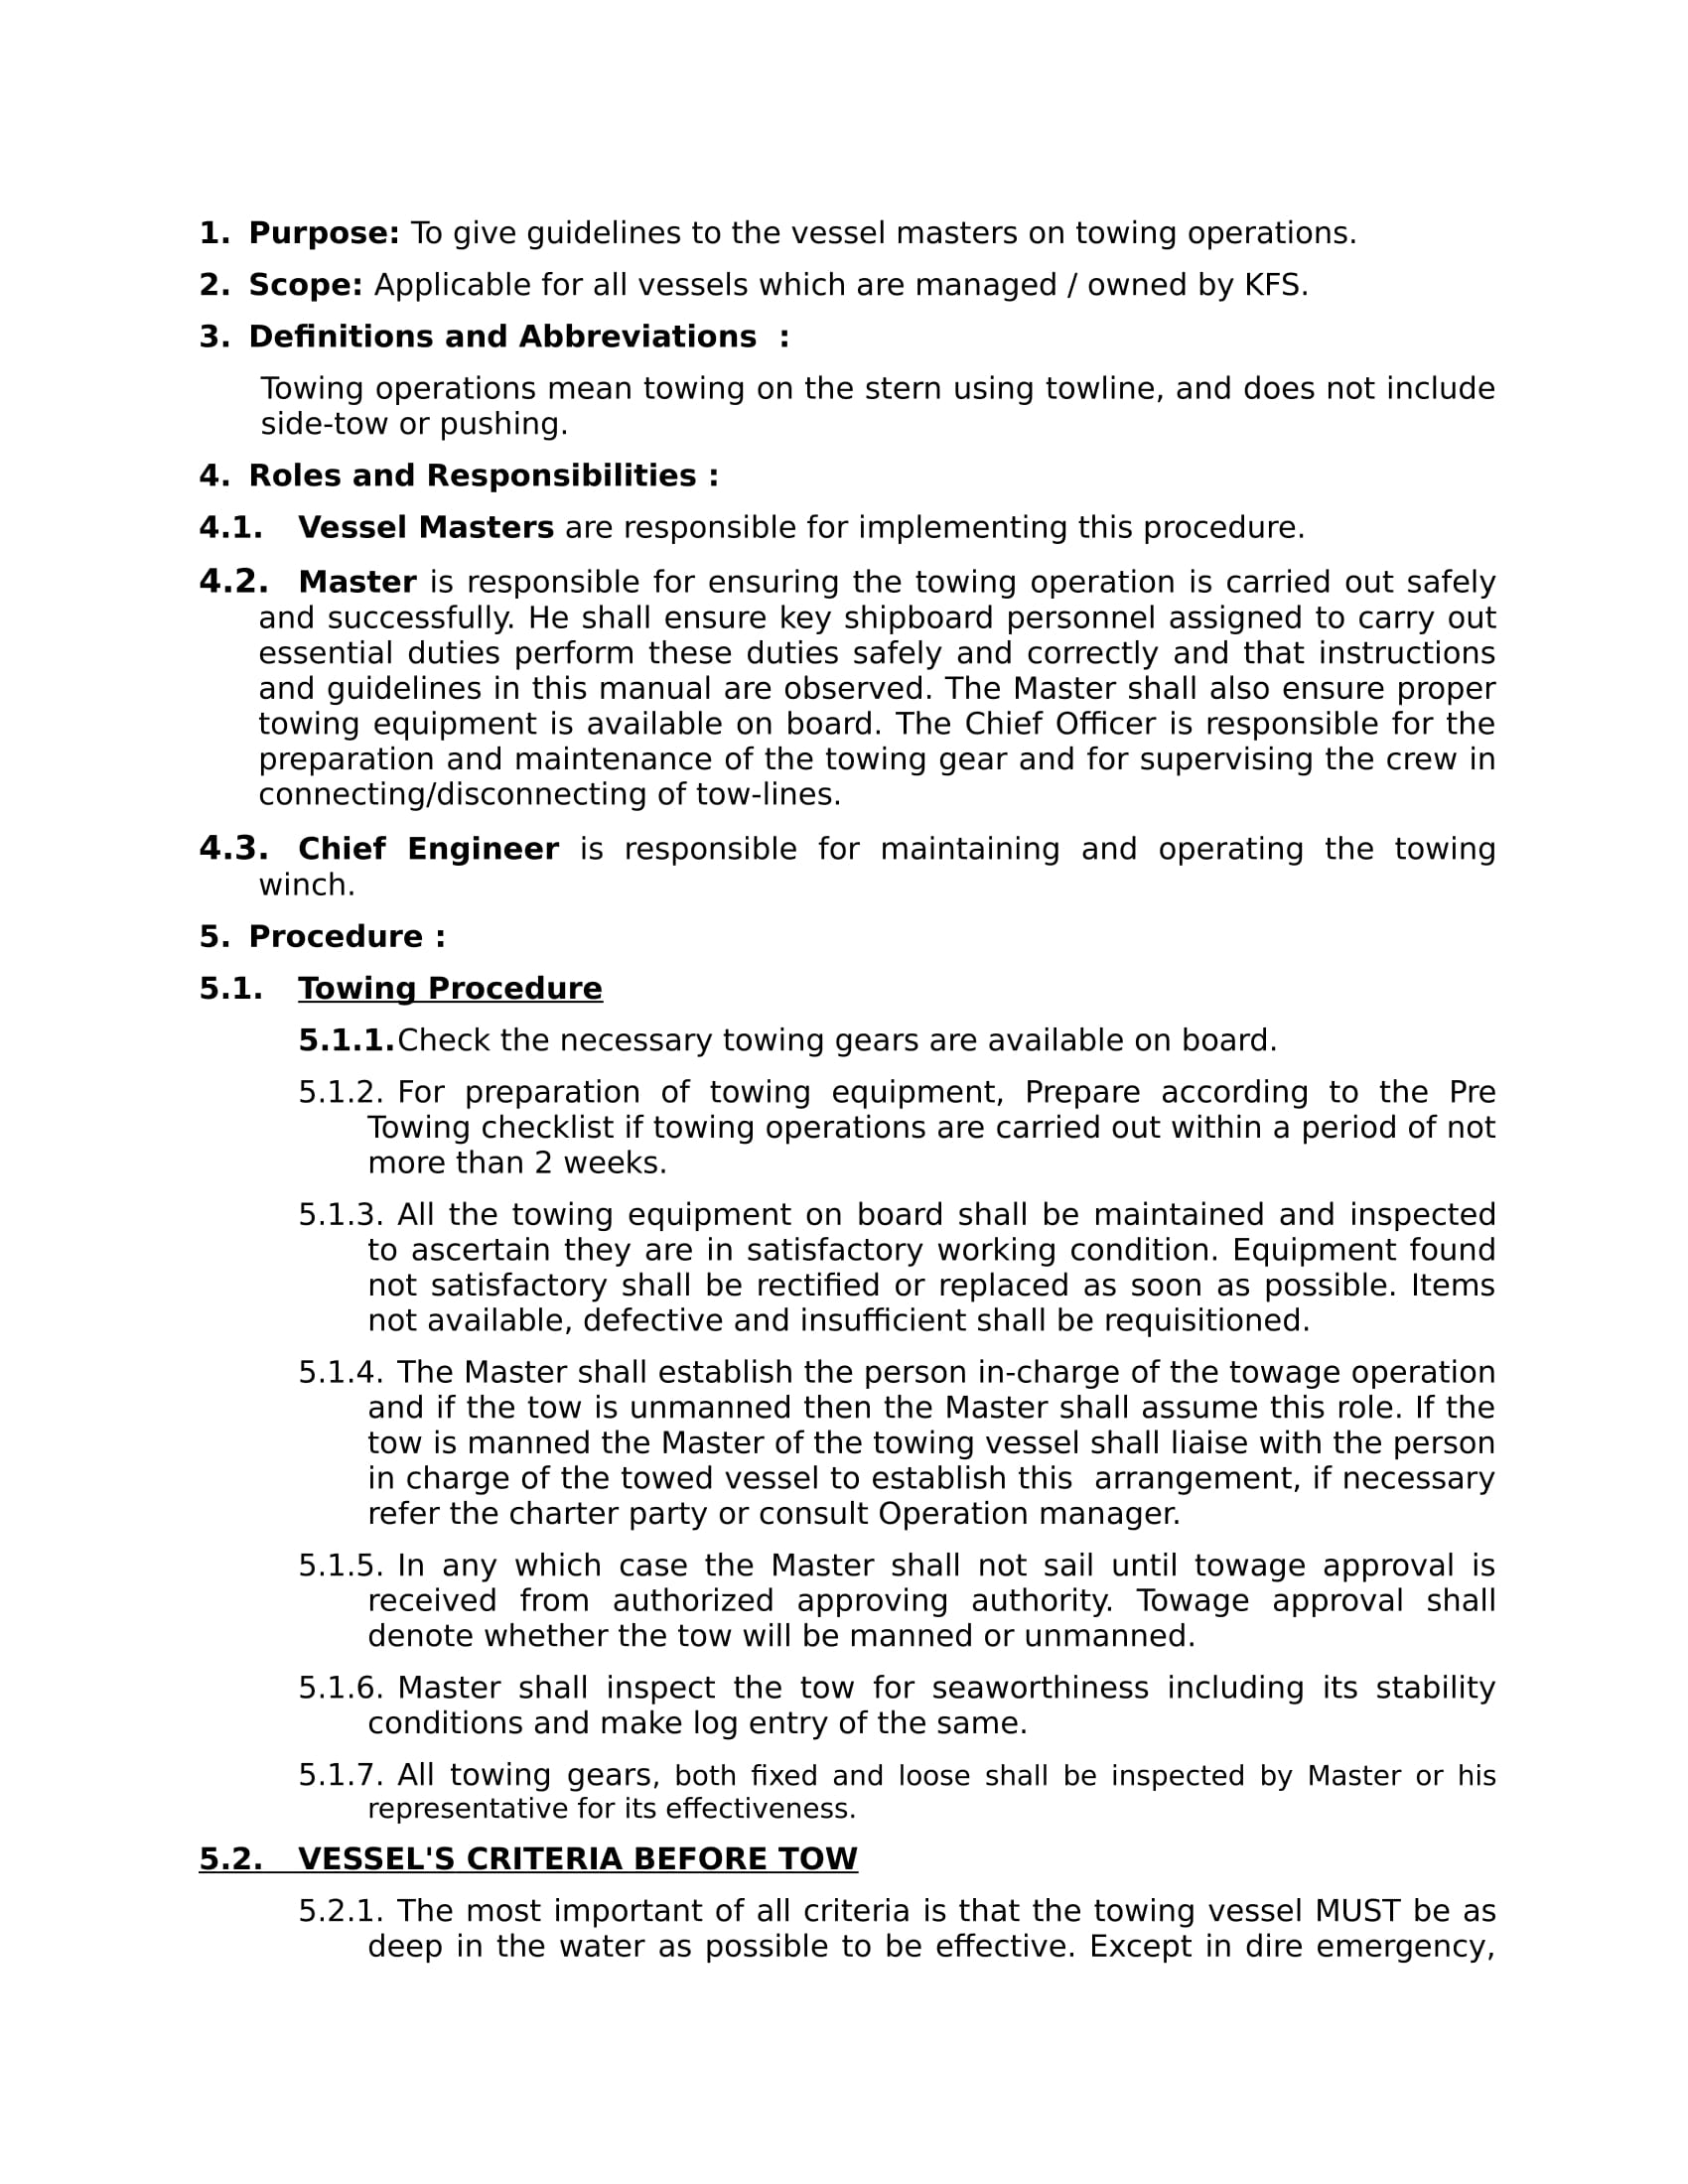 1. Purpose: To give guidelines to the vessel masters on towing operations.
2. Scope: Applicable for all vessels which are managed / owned by KFS.
3. Definitions and Abbreviations  :
Towing operations mean towing on the stern using towline, and does not include
side-tow or pushing.
4. Roles and Responsibilities :
4.1. Vessel Masters are responsible for implementing this procedure.
4.2. Master is responsible for ensuring the towing operation is carried out safely
and successfully. He shall ensure key shipboard personnel assigned to carry out
essential duties perform these duties safely and correctly and that instructions
and guidelines in this manual are observed. The Master shall also ensure proper
towing equipment is available on board. The Chief Officer is responsible for the
preparation and maintenance of the towing gear and for supervising the crew in
connecting/disconnecting of tow-lines.
4.3. Chief Engineer is responsible for maintaining and operating the towing
winch.
5. Procedure :
5.1. Towing Procedure
5.1.1. Check the necessary towing gears are available on board.
5.1.2. For preparation of towing equipment, Prepare according to the Pre
Towing checklist if towing operations are carried out within a period of not
more than 2 weeks.
5.1.3. All the towing equipment on board shall be maintained and inspected
to ascertain they are in satisfactory working condition. Equipment found
not satisfactory shall be rectified or replaced as soon as possible. Items
not available, defective and insufficient shall be requisitioned.
5.1.4. The Master shall establish the person in-charge of the towage operation
and if the tow is unmanned then the Master shall assume this role. If the
tow is manned the Master of the towing vessel shall liaise with the person
in charge of the towed vessel to establish this  arrangement, if necessary
refer the charter party or consult Operation manager.
5.1.5. In any which case the Master shall not sail until towage approval is
received from authorized approving authority. Towage approval shall
denote whether the tow will be manned or unmanned.
5.1.6. Master shall inspect the tow for seaworthiness including its stability
conditions and make log entry of the same.
5.1.7. All towing gears, both fixed and loose shall be inspected by Master or his
representative for its effectiveness.
5.2. VESSEL'S CRITERIA BEFORE TOW
5.2.1. The most important of all criteria is that the towing vessel MUST be as
deep in the water as possible to be effective. Except in dire emergency,